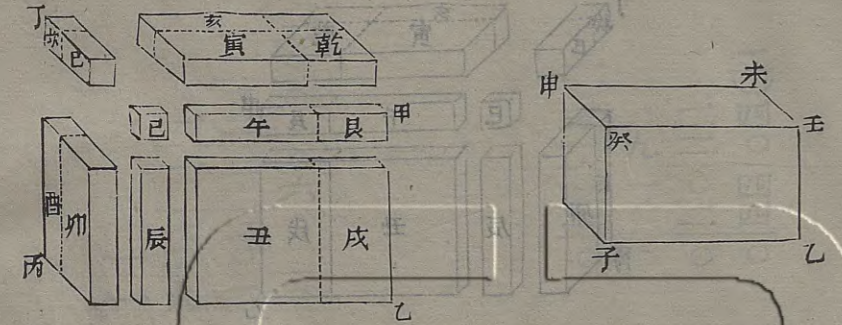 丁 亥
坎 寅 乾
巳
申 未
已 午 艮 甲
壬
癸
酉 卯 辰 丑 戌
丙 子 乙
乙